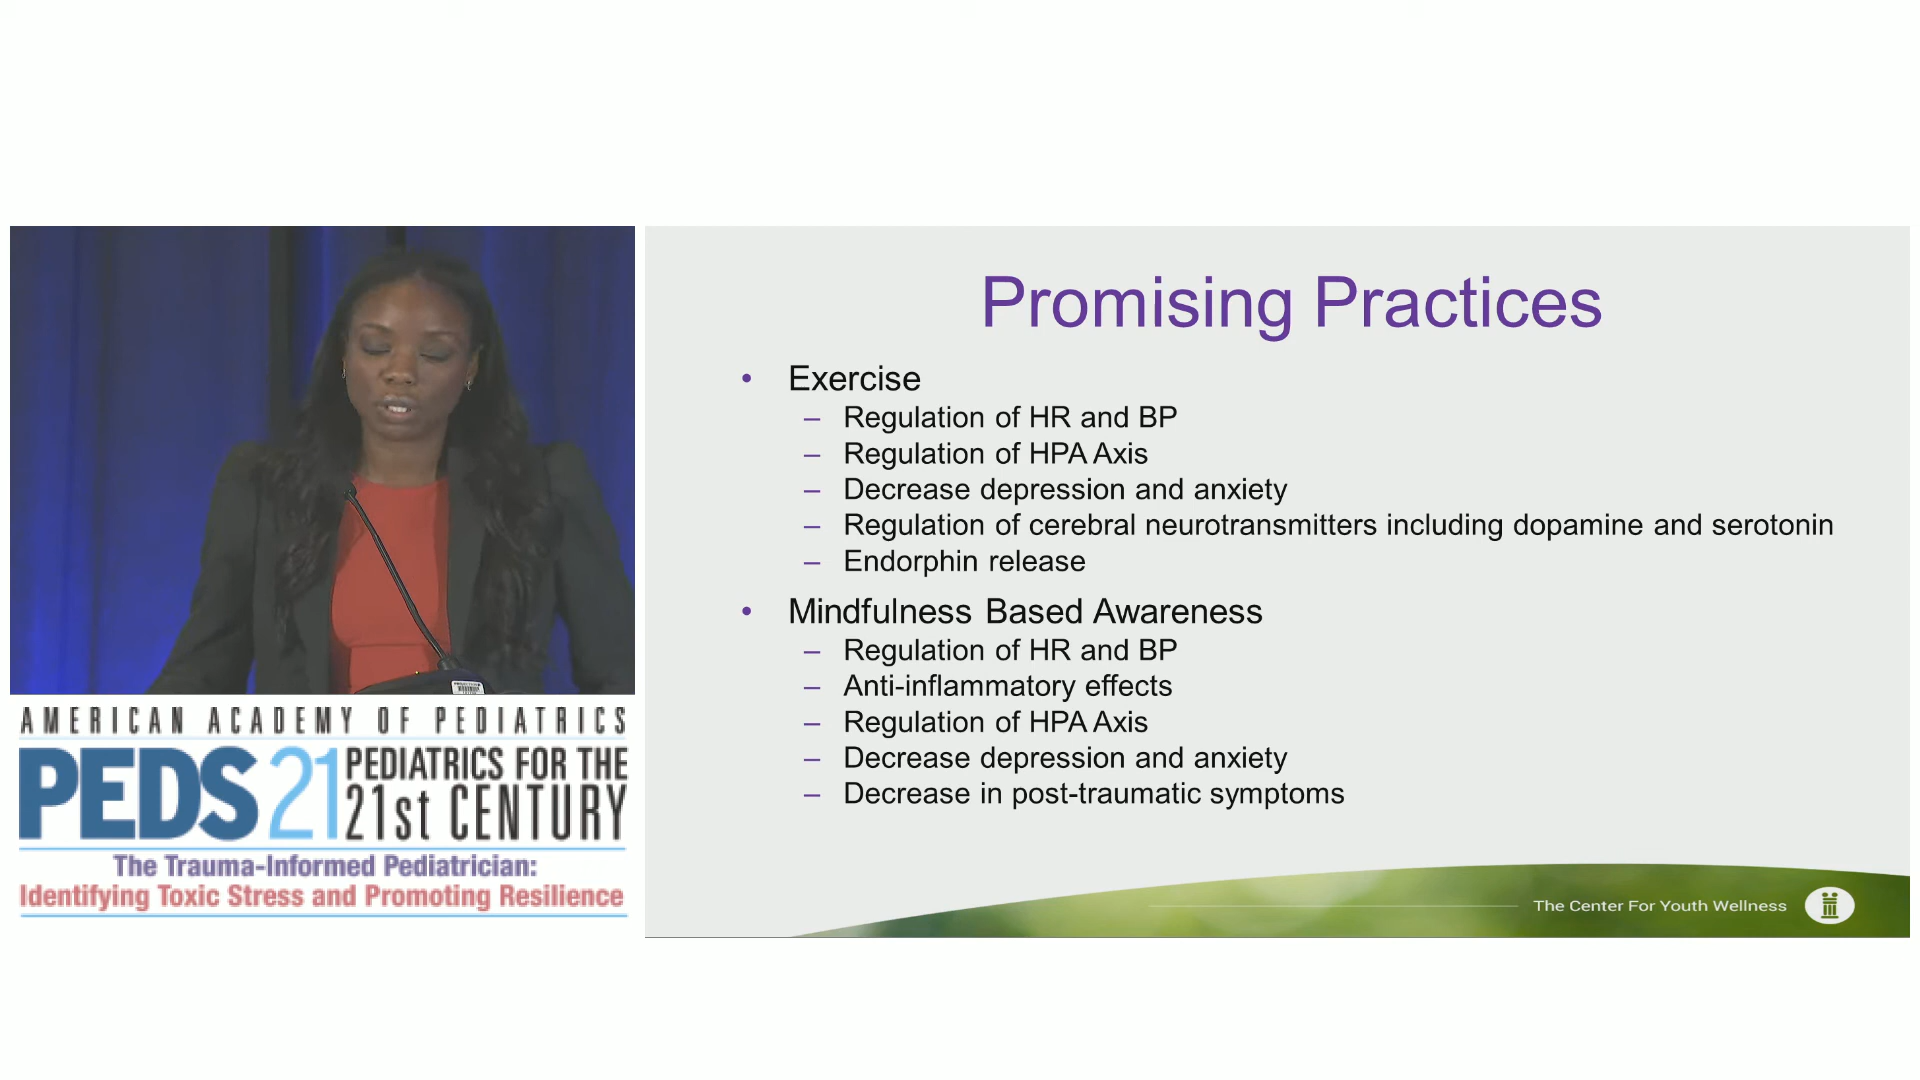 AMERICAN ACADEMY OF PEDIATRICS
PEDS 21 PEDIATRICS FOR THE
21st CENTURY
The Trauma-Informed Pediatrician:
Identifying Toxic Stress and Promoting Resilience
Promising Practices
• Exercise
– Regulation of HR and BP
– Regulation of HPA Axis
– Decrease depression and anxiety
– Regulation of cerebral neurotransmitters including dopamine and serotonin
– Endorphin release
• Mindfulness Based Awareness
– Regulation of HR and BP
– Anti-inflammatory effects
– Regulation of HPA Axis
– Decrease depression and anxiety
– Decrease in post-traumatic symptoms
The Center For Youth Wellness